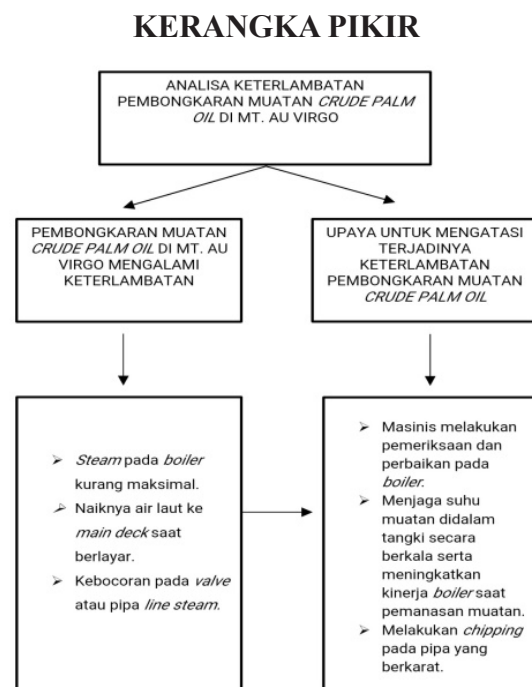 KERANGKA PIKIR
ANALISA KETERLAMBATAN
PEMBONGKARAN MUATAN CRUDE PALM
OIL DI MT. AU VIRGO
PEMBONGKARAN MUATAN
CRUDE PALM OIL DI MT. AU
VIRGO MENGALAMI
KETERLAMBATAN
UPAYA UNTUK MENGATASI
TERJADINYA
KETERLAMBATAN
PEMBONGKARAN MUATAN
CRUDE PALM OIL
➢ Steam pada boiler
kurang maksimal.
➢ Naiknya air laut ke
main deck saat
berlayar.
➢ Kebocoran pada valve
atau pipa line steam.
➢ Masinis melakukan
pemeriksaan dan
perbaikan pada
boiler.
➢ Menjaga suhu
muatan didalam
tangki secara
berkala serta
meningkatkan
kinerja boiler saat
pemanasan muatan.
➢ Melakukan chipping
pada pipa yang
berkarat.